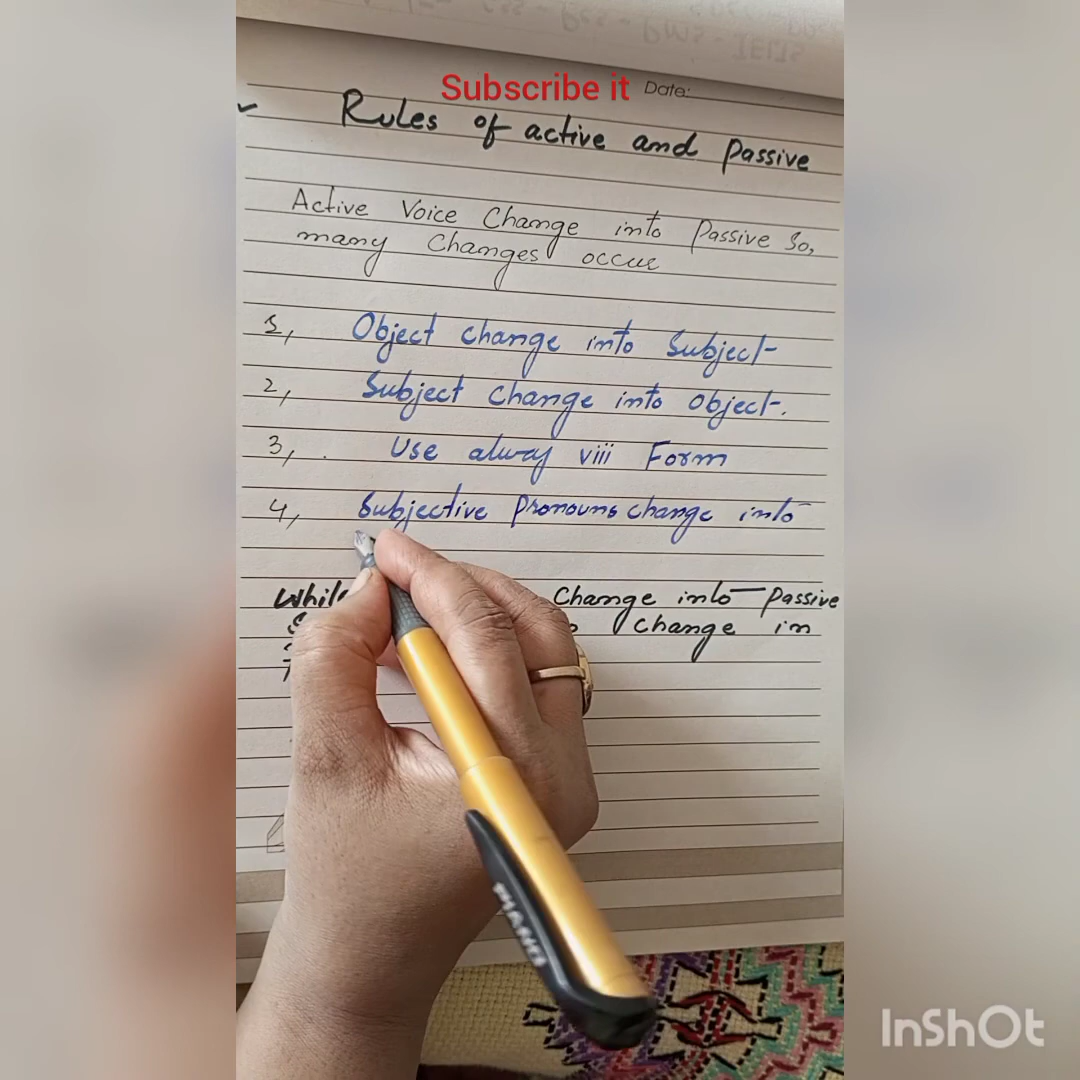 Subscribe it
Date:
Rules of active and passive
Active Voice Change into Passive So,
many Changes occur
1, Object change into Subject
2, Subject change into object.
3, Use alway viii Form
4, Subjective pronouns change into
Change into passive
change in
PIANO
InShOt